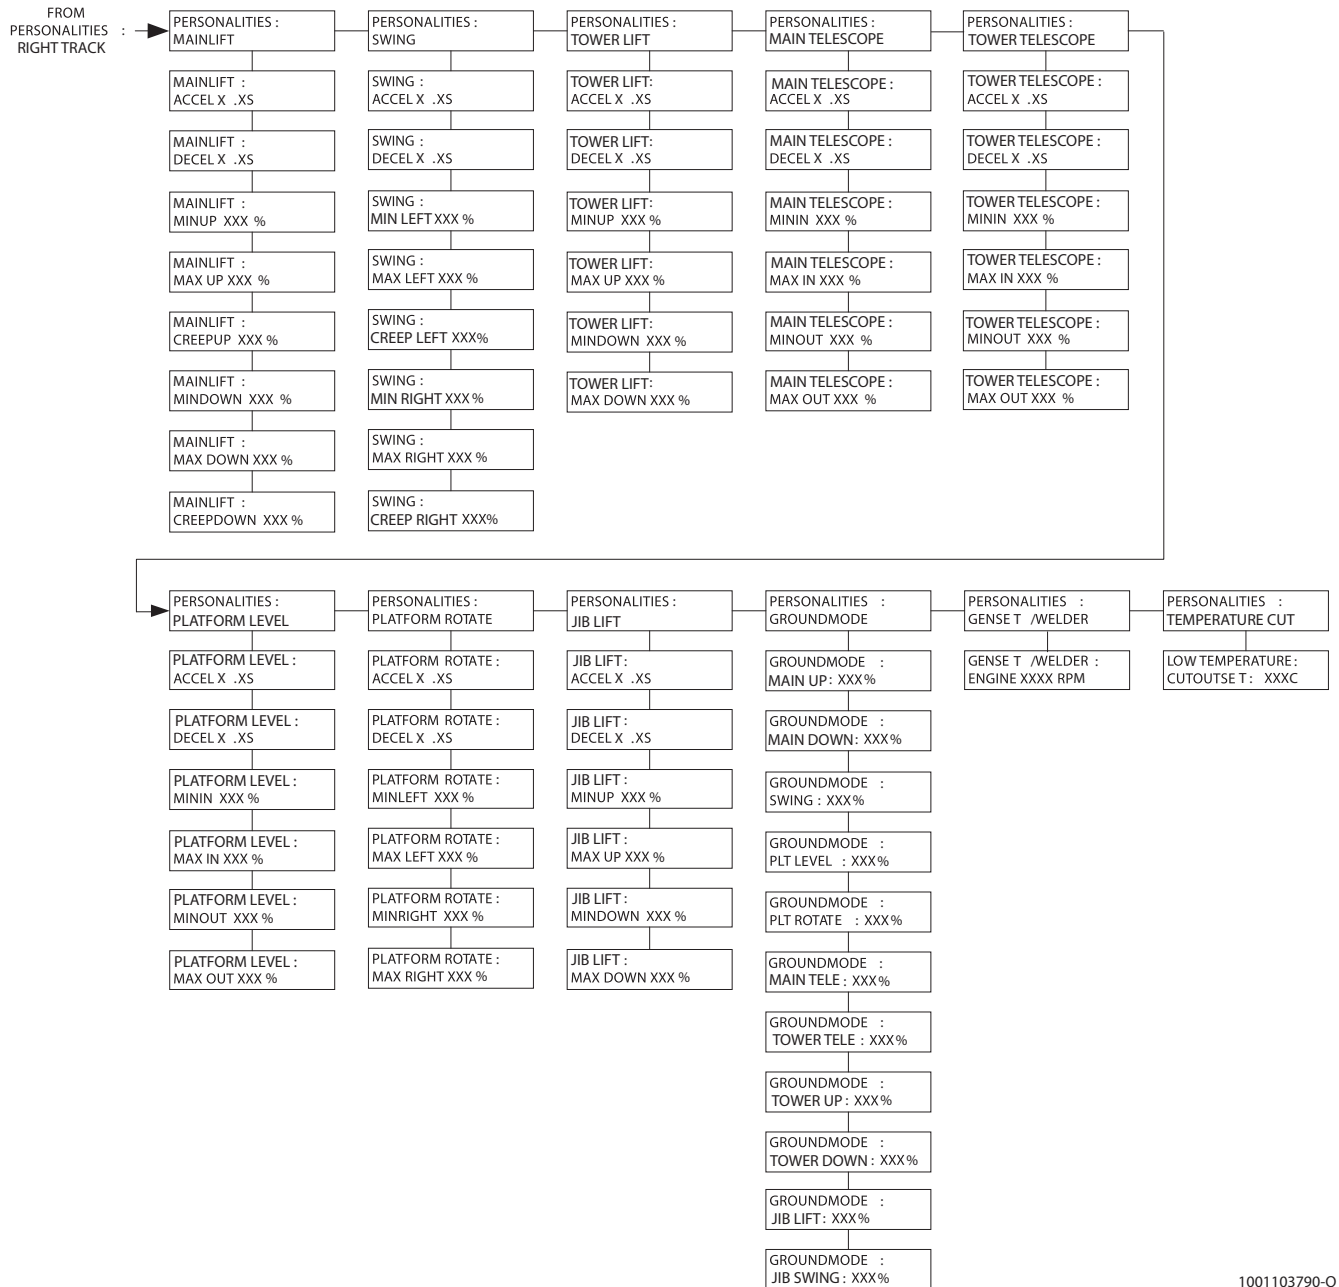 FROM
PERSONALITIES :
RIGHT TRACK
PERSONALITIES :
MAINLIFT
MAINLIFT :
ACCEL X .XS
MAINLIFT :
DECEL X .XS
MAINLIFT :
MINUP XXX %
MAINLIFT :
MAX UP XXX %
MAINLIFT :
CREEPUP XXX %
MAINLIFT :
MINDOWN XXX %
MAINLIFT :
MAX DOWN XXX %
MAINLIFT :
CREEPDOWN XXX %
PERSONALITIES :
SWING
SWING :
ACCEL X .XS
SWING :
DECEL X .XS
SWING :
MIN LEFT XXX %
SWING :
MAX LEFT XXX %
SWING :
CREEP LEFT XXX%
SWING :
MIN RIGHT XXX %
SWING :
MAX RIGHT XXX %
SWING :
CREEP RIGHT XXX%
PERSONALITIES :
TOWER LIFT
TOWER LIFT:
ACCEL X .XS
TOWER LIFT:
DECEL X .XS
TOWER LIFT:
MINUP XXX %
TOWER LIFT:
MAX UP XXX %
TOWER LIFT:
MINDOWN XXX %
TOWER LIFT:
MAX DOWN XXX %
PERSONALITIES :
MAIN TELESCOPE
MAIN TELESCOPE :
ACCEL X .XS
MAIN TELESCOPE :
DECEL X .XS
MAIN TELESCOPE :
MININ XXX %
MAIN TELESCOPE :
MAX IN XXX %
MAIN TELESCOPE :
MINOUT XXX %
MAIN TELESCOPE :
MAX OUT XXX %
PERSONALITIES :
TOWER TELESCOPE
TOWER TELESCOPE :
ACCEL X .XS
TOWER TELESCOPE :
DECEL X .XS
TOWER TELESCOPE :
MININ XXX %
TOWER TELESCOPE :
MAX IN XXX %
TOWER TELESCOPE :
MINOUT XXX %
TOWER TELESCOPE :
MAX OUT XXX %
PERSONALITIES :
PLATFORM LEVEL
PLATFORM LEVEL :
ACCEL X .XS
PLATFORM LEVEL :
DECEL X .XS
PLATFORM LEVEL :
MININ XXX %
PLATFORM LEVEL :
MAX IN XXX %
PLATFORM LEVEL :
MINOUT XXX %
PLATFORM LEVEL :
MAX OUT XXX %
PERSONALITIES :
PLATFORM ROTATE
PLATFORM ROTATE :
ACCEL X .XS
PLATFORM ROTATE :
DECEL X .XS
PLATFORM ROTATE :
MINLEFT XXX %
PLATFORM ROTATE :
MAX LEFT XXX %
PLATFORM ROTATE :
MINRIGHT XXX %
PLATFORM ROTATE :
MAX RIGHT XXX %
PERSONALITIES :
JIB LIFT
JIB LIFT :
ACCEL X .XS
JIB LIFT :
DECEL X .XS
JIB LIFT :
MINUP XXX %
JIB LIFT :
MAX UP XXX %
JIB LIFT :
MINDOWN XXX %
JIB LIFT :
MAX DOWN XXX %
PERSONALITIES :
GROUNDMODE
GROUNDMODE :
MAIN UP : XXX%
GROUNDMODE :
MAIN DOWN : XXX%
GROUNDMODE :
SWING : XXX%
GROUNDMODE :
PLT LEVEL : XXX%
GROUNDMODE :
PLT ROTATE : XXX%
GROUNDMODE :
MAIN TELE : XXX%
GROUNDMODE :
TOWER TELE : XXX%
GROUNDMODE :
TOWER UP : XXX%
GROUNDMODE :
TOWER DOWN : XXX%
GROUNDMODE :
JIB LIFT : XXX%
GROUNDMODE :
JIB SWING : XXX%
PERSONALITIES :
GENSE T /WELDER
GENSE T /WELDER :
ENGINE XXXX RPM
PERSONALITIES :
TEMPERATURE CUT
LOW TEMPERATURE :
CUTOUTSE T : XXXC
1001103790-O